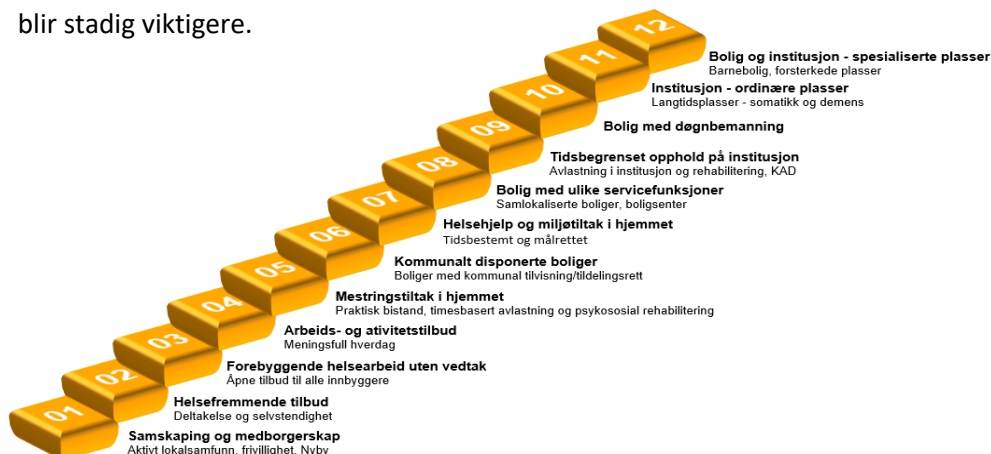 blir stadig viktigere.
12
Bolig og institusjon - spesialiserte plasser
Barnebolig, forsterkede plasser
11
Institusjon - ordinære plasser
Langtidsplasser - somatikk og demens
10
Bolig med døgnbemanning
09
Tidsbegrenset opphold på institusjon
Avlastning i institusjon og rehabilitering, KAD
08
Bolig med ulike servicefunksjoner
Samlokaliserte boliger, boligsenter
07
Helsehjelp og miljøtiltak i hjemmet
Tidsbestemt og målrettet
06
Kommunalt disponerte boliger
Boliger med kommunal tilvisning/tildelingsrett
05
Mestringstiltak i hjemmet
Praktisk bistand, timesbasert avlastning og psykososial rehabilitering
04
Arbeids- og ativitetstilbud
Meningsfull hverdag
03
Forebyggende helsearbeid uten vedtak
Åpne tilbud til alle innbyggere
02
Helsefremmende tilbud
Deltakelse og selvstendighet
01
Samskaping og medborgerskap
Aktivt lokalsamfunn, frivillighet, Nyby